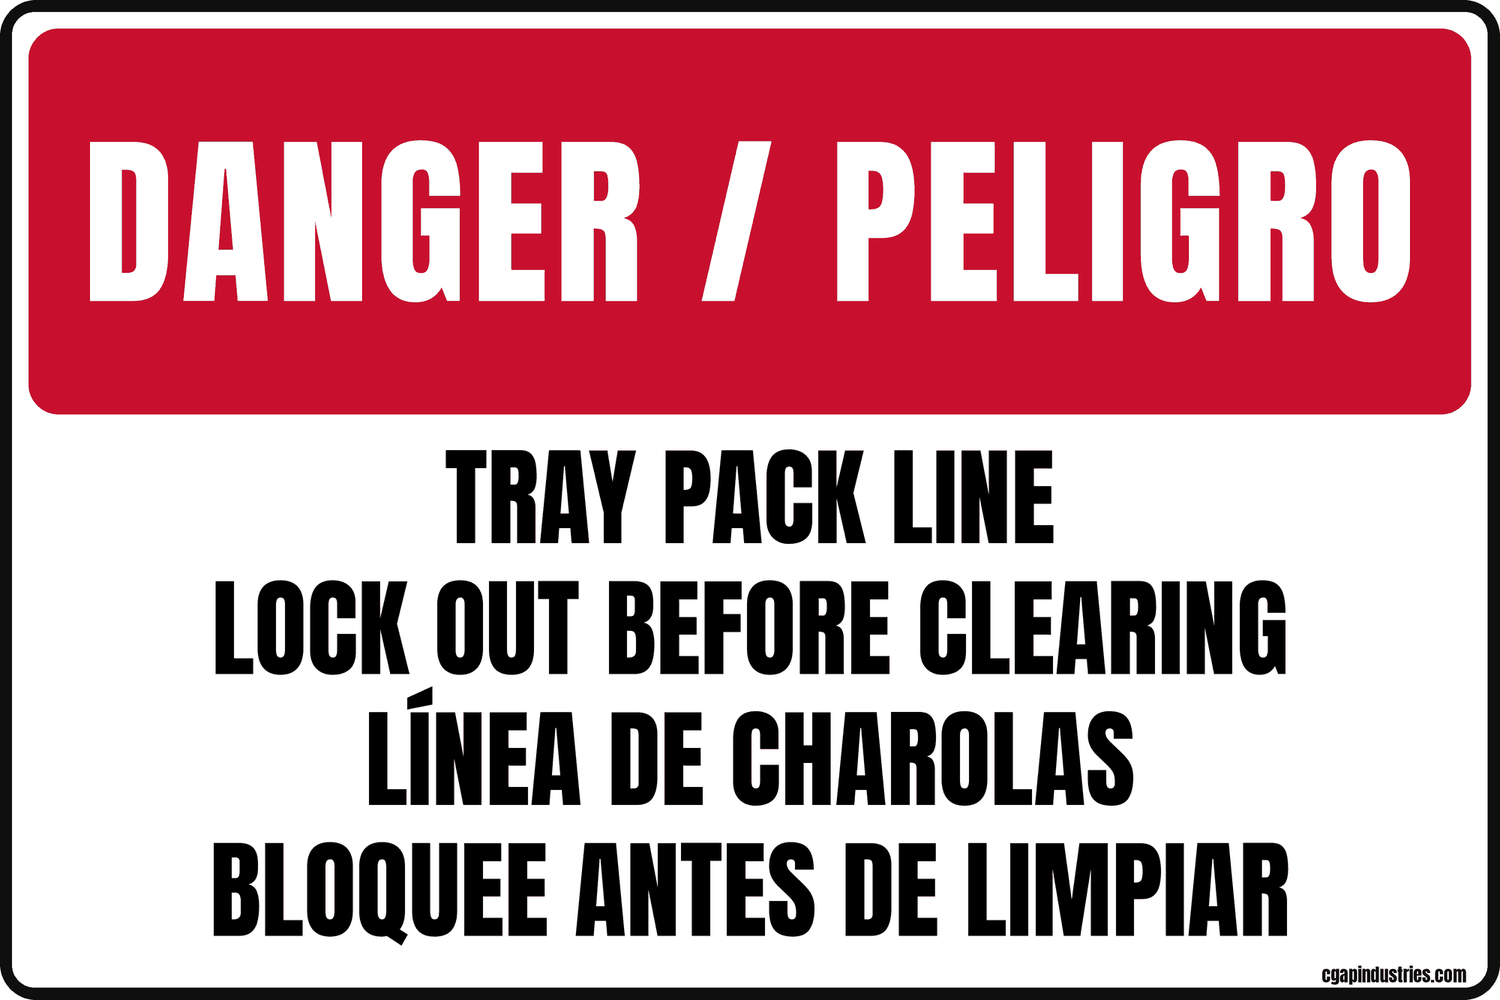 DANGER / PELIGRO
TRAY PACK LINE
LOCK OUT BEFORE CLEARING
LÍNEA DE CHAROLAS
BLOQUEE ANTES DE LIMPIAR
cgapindustries.com